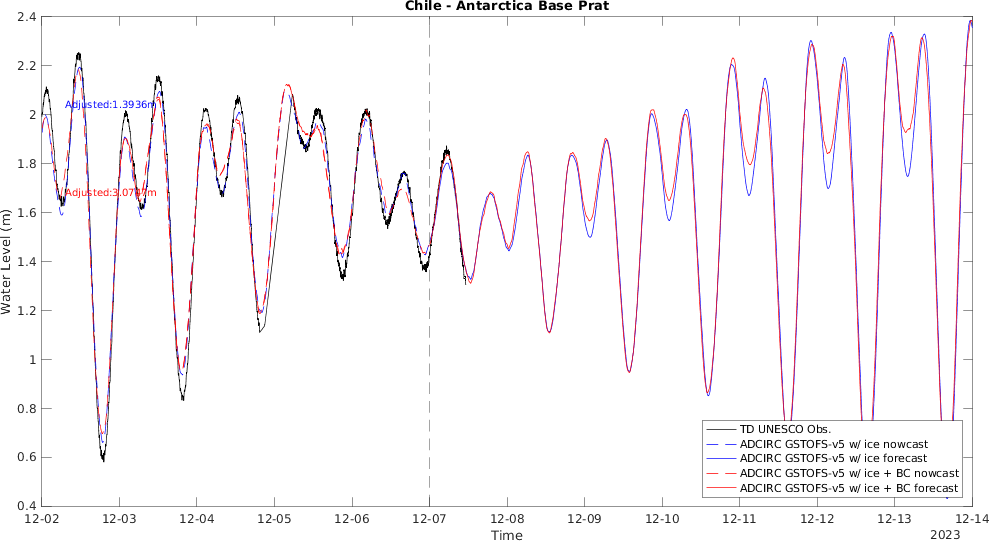 Chile - Antarctica Base Prat
2.4
2.2
2
1.8
1.6
1.4
1.2
1
0.8
0.6
0.4
Water Level (m)
Adjusted:1.3936m
TD UNESCO Obs.
ADCIRC GSTOFS-v5 w/ ice nowcast
ADCIRC GSTOFS-v5 w/ ice forecast
ADCIRC GSTOFS-v5 w/ ice + BC nowcast
ADCIRC GSTOFS-v5 w/ ice + BC forecast
12-02 12-03 12-04 12-05 12-06 12-07 12-08 12-09 12-10 12-11 12-12 12-13 12-14
Time
2023